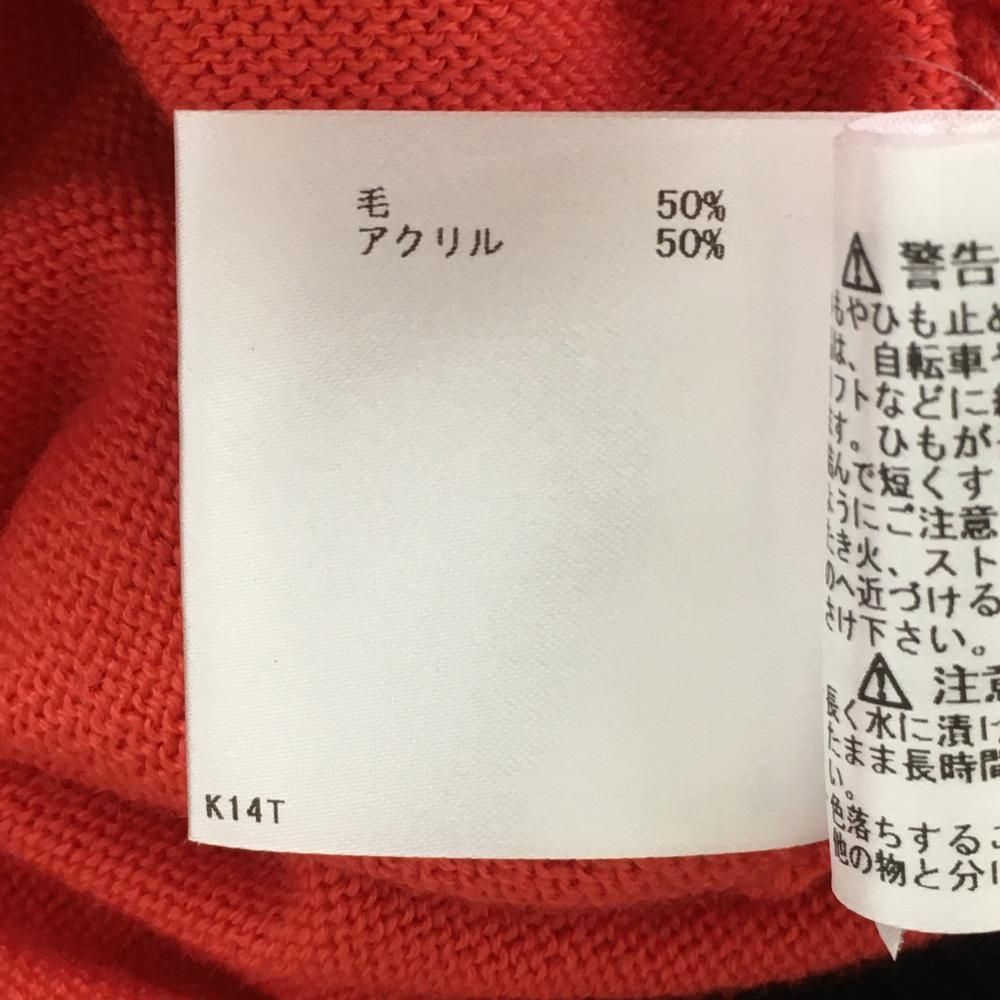 毛 50%
アクリル 50%
K14T
警告
もやひも止め
は、自転車や
フトなどに
す。ひもが
んで短くす
ようにご注意
たき火、スト
のへ近づける
さけ下さい。
注意
長く水に漬け
たまま長時間
い。
色落ちするこ
他の物と分け